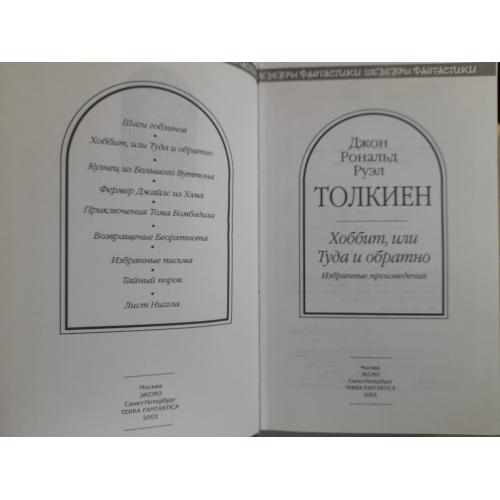 ШЕДЕВРЫ ФАНТАСТИКИ ШЕДЕВРЫ ФАНТАСТИКИ
Шаги гоблинов
•
Хоббит, или Туда и обратно
•
Кузнец из Большого Вуттона
•
Фермер Джайлс из Хэма
•
Приключения Тома Бомбадила
•
Возвращение Беорхтнота
•
Избранные письма
•
Тайный порок
•
Лист Ниггла
Москва
ЭКСМО
Санкт-Петербург
TERRA FANTASTICA
2002
Джон
Рональд
Руэл
ТОЛКИЕН
Хоббит, или
Туда и обратно
Избранные произведения
Москва
ЭКСМО
Санкт-Петербург
TERRA FANTASTICA
2002